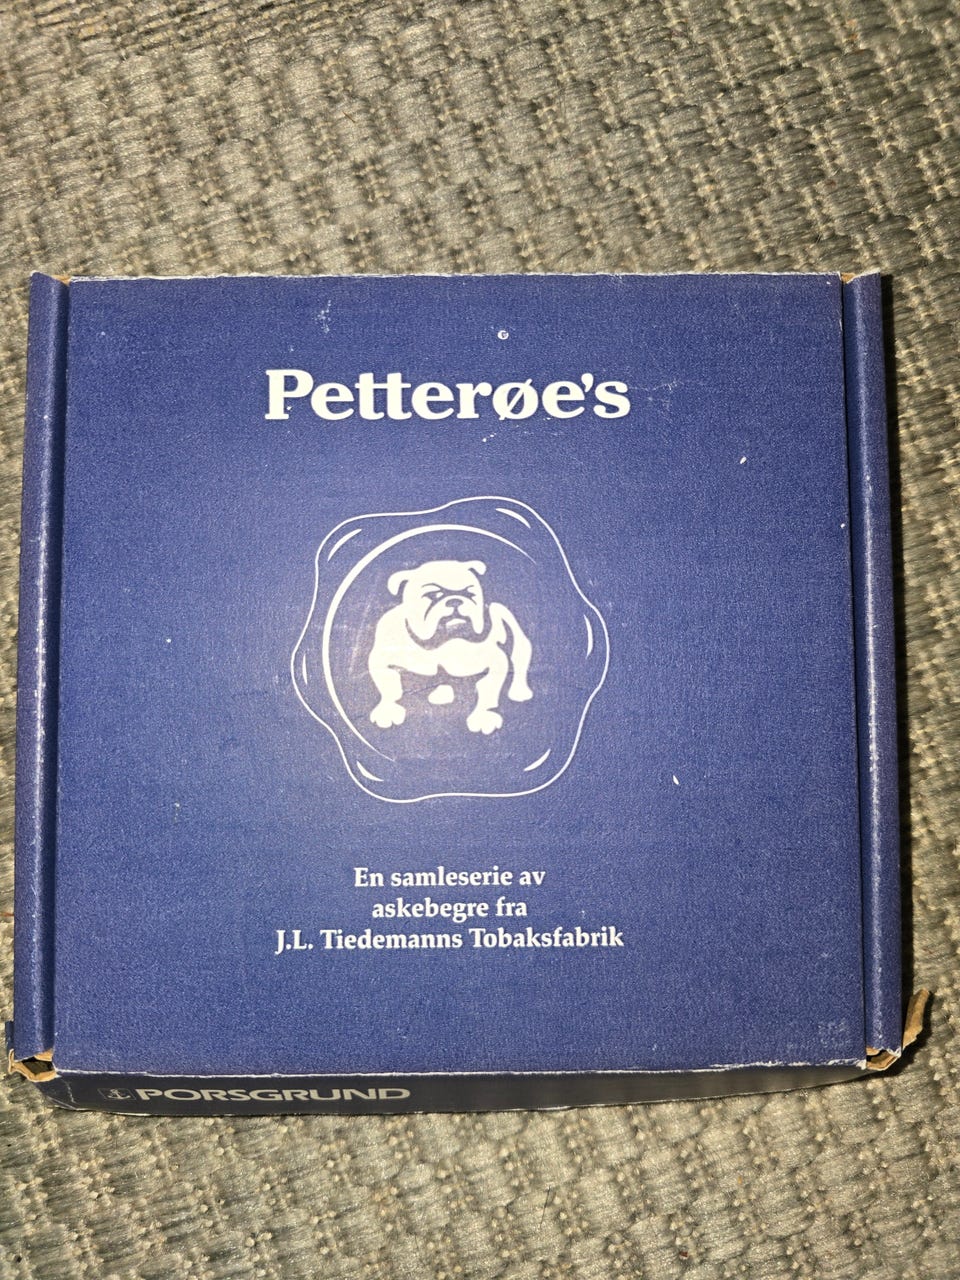 Petterøe's
En samleserie av
askebegre fra
J.L. Tiedemanns Tobaksfabrik
PORSGRUND